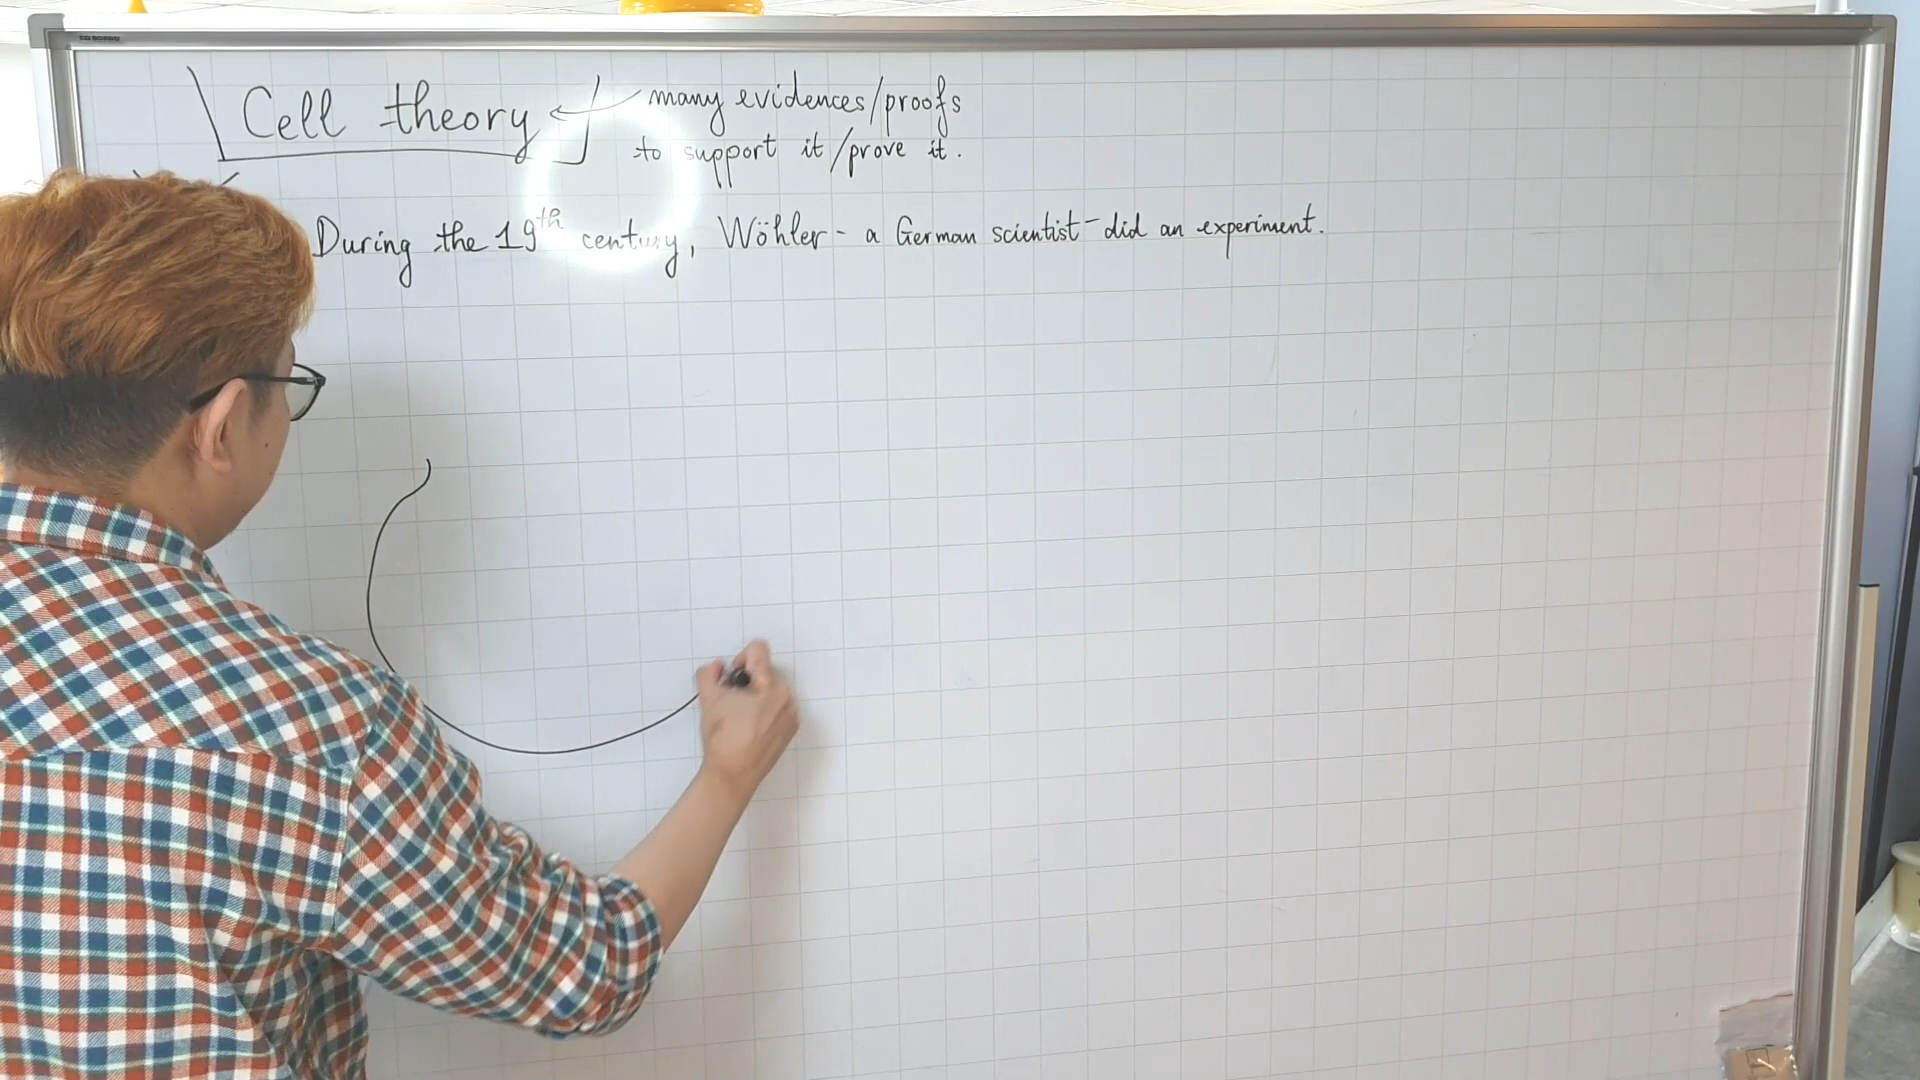 Cell theory
many evidences/proofs
to support it/prove it.
During the 19th century, Wöhler - a German scientist - did an experiment.